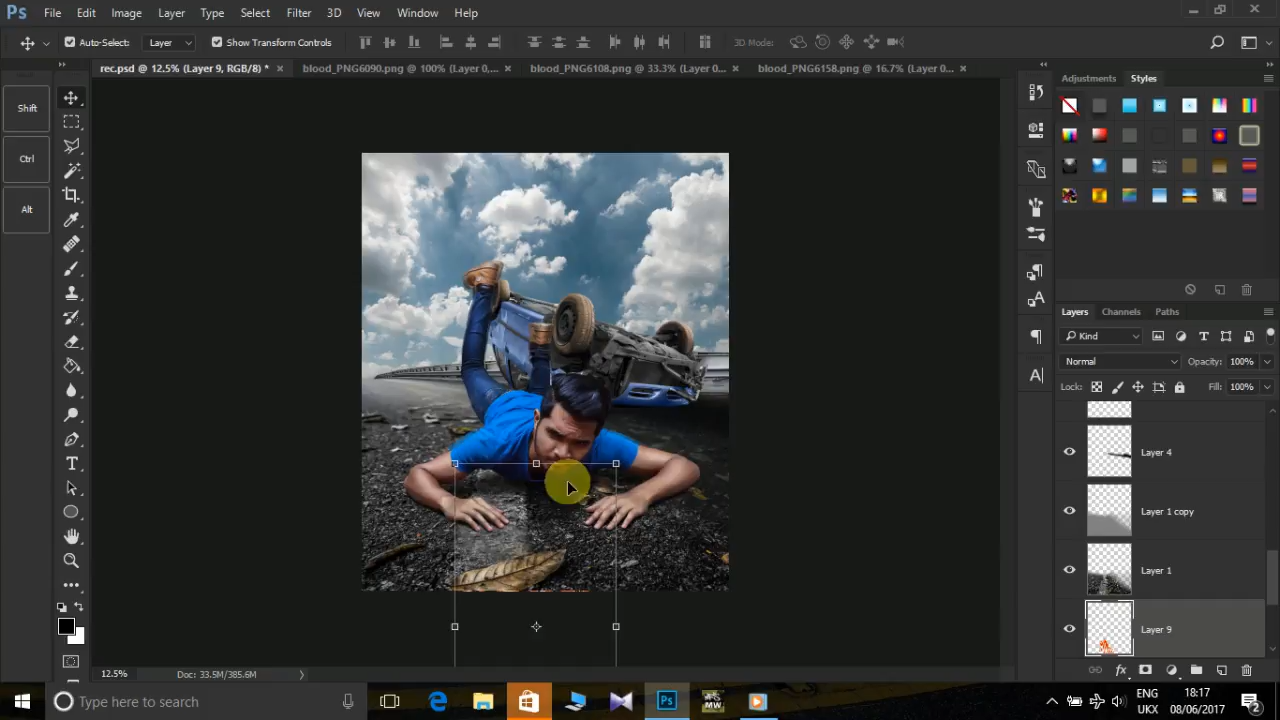 Ps File Edit Image Layer Type Select Filter 3D View Window Help
Auto-Select: Layer Show Transform Controls 3D Mode:
rec.psd @ 12.5% (Layer 9, RGB/8) * × blood_PNG6090.png @ 100% (Layer 0,... × blood_PNG6108.png @ 33.3% (Layer 0... × blood_PNG6158.png @ 16.7% (Layer 0... ×
Adjustments Styles
Shift
Ctrl
Alt
Layers Channels Paths
Kind
Normal Opacity: 100%
Lock: Fill: 100%
Layer 4
Layer 1 copy
Layer 1
Layer 9
12.5% Doc: 33.5M/385.6M
Type here to search
MW
Ps
ENG
UKX
18:17
08/06/2017
2